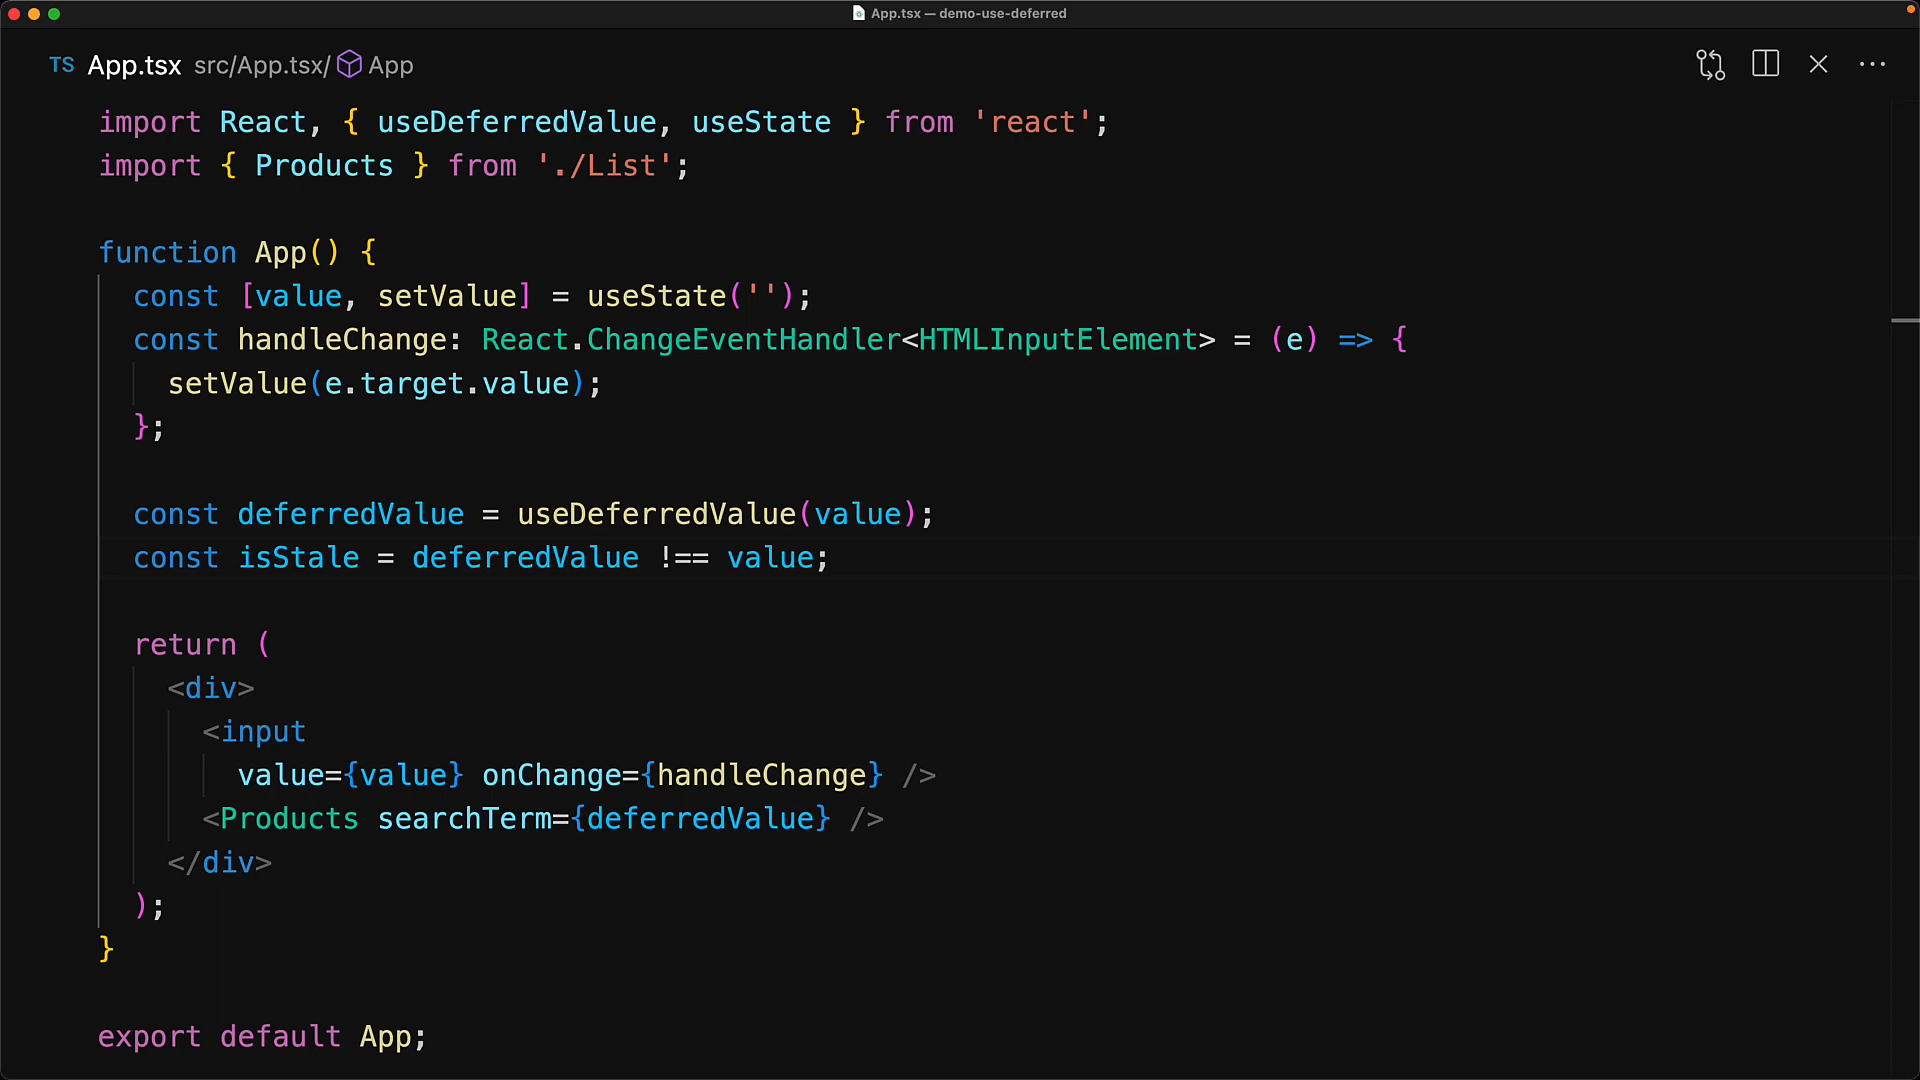 App.tsx — demo-use-deferred
TS App.tsx src/App.tsx/ App
import React, { useDeferredValue, useState } from 'react';
import { Products } from './List';
function App() {
  const [value, setValue] = useState('');
  const handleChange: React.ChangeEventHandler<HTMLInputElement> = (e) => {
    setValue(e.target.value);
  };
  const deferredValue = useDeferredValue(value);
  const isStale = deferredValue !== value;
  return (
    <div>
      <input
        value={value} onChange={handleChange} />
      <Products searchTerm={deferredValue} />
    </div>
  );
}
export default App;